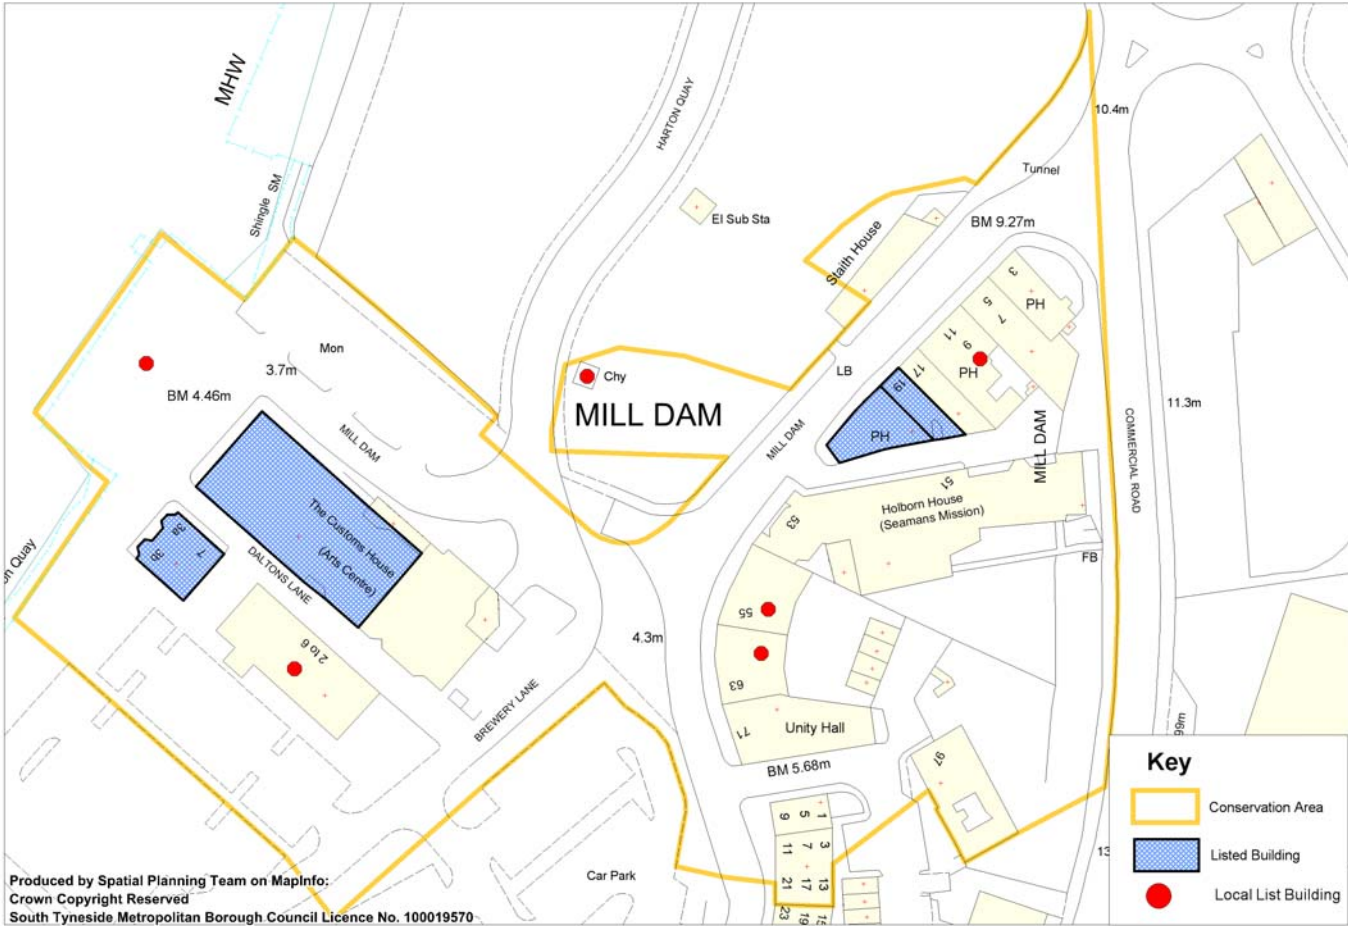 MHW
HARTON QUAY
10.4m
Shingle SM
Tunnel
El Sub Sta
BM 9.27m
Staith House
3
PH
5
7
Mon
3.7m
11
9
PH
Chy
LB
17
19
BM 4.46m
MILL DAM
11.3m
MILL DAM
MILL DAM
PH
MILL DAM
COMMERCIAL ROAD
51
Holborn House
(Seamans Mission)
53
The Customs House
(Arts Centre)
Quay
38
7
DALTONS LANE
FB
55
4.3m
2 to 6
63
BREWERY LANE
71
Unity Hall
97
BM 5.68m
99m
1
5
9
3
7
11
13
17
21
15
19
23
Car Park
13
Key
Conservation Area
Listed Building
Local List Building
Produced by Spatial Planning Team on MapInfo:
Crown Copyright Reserved
South Tyneside Metropolitan Borough Council Licence No. 100019570